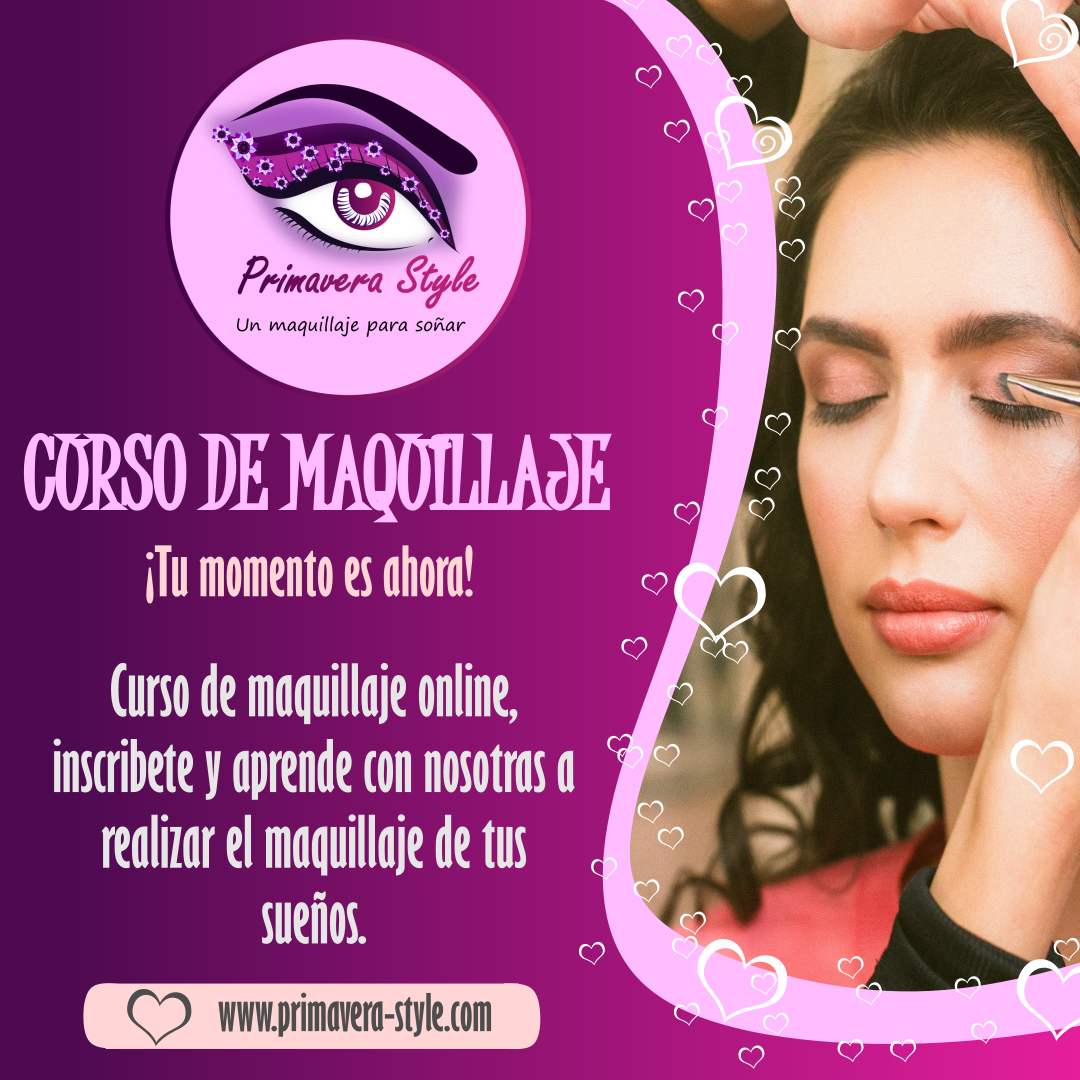 Primavera Style
Un maquillaje para soñar
CURSO DE MAQUILLAJE
¡Tu momento es ahora!
Curso de maquillaje online,
inscribete y aprende con nosotras a
realizar el maquillaje de tus
sueños.
www.primavera-style.com